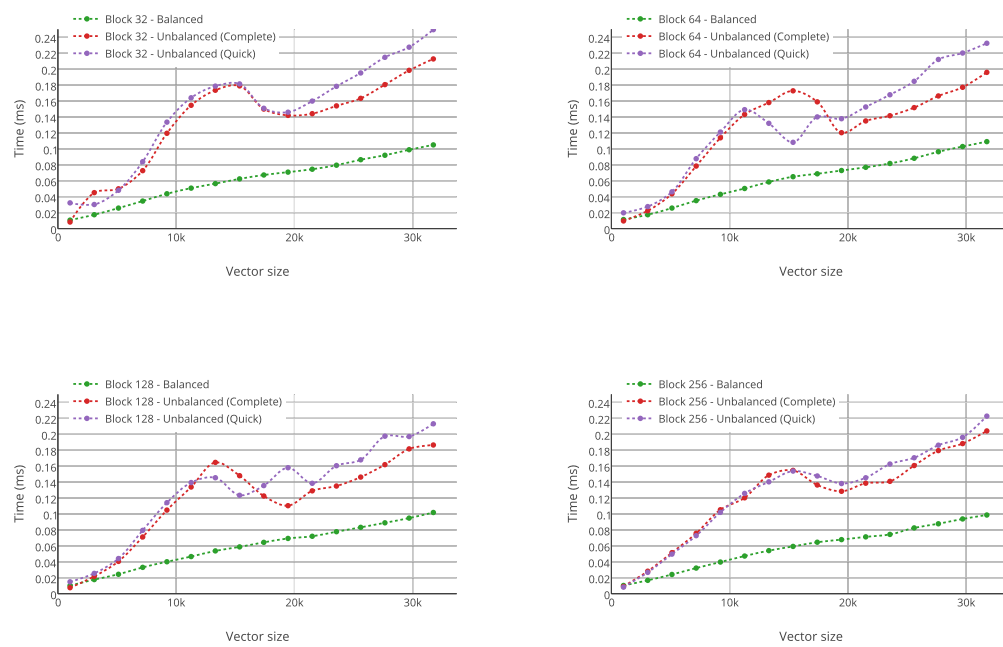 Block 32 - Balanced
Block 32 - Unbalanced (Complete)
Block 32 - Unbalanced (Quick)
0.24
0.22
0.2
0.18
0.16
0.14
0.12
0.1
0.08
0.06
0.04
0.02
0
0 10k 20k 30k
Time (ms)
Vector size
Block 64 - Balanced
Block 64 - Unbalanced (Complete)
Block 64 - Unbalanced (Quick)
0.24
0.22
0.2
0.18
0.16
0.14
0.12
0.1
0.08
0.06
0.04
0.02
0
0 10k 20k 30k
Time (ms)
Vector size
Block 128 - Balanced
Block 128 - Unbalanced (Complete)
Block 128 - Unbalanced (Quick)
0.24
0.22
0.2
0.18
0.16
0.14
0.12
0.1
0.08
0.06
0.04
0.02
0
0 10k 20k 30k
Time (ms)
Vector size
Block 256 - Balanced
Block 256 - Unbalanced (Complete)
Block 256 - Unbalanced (Quick)
0.24
0.22
0.2
0.18
0.16
0.14
0.12
0.1
0.08
0.06
0.04
0.02
0
0 10k 20k 30k
Time (ms)
Vector size